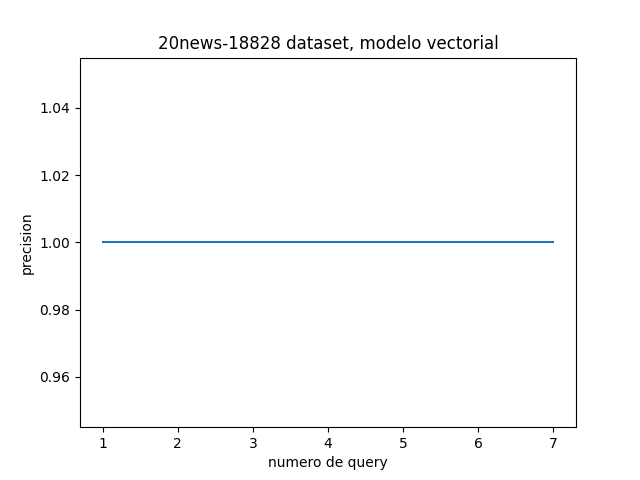 20news-18828 dataset, modelo vectorial
1.04
1.02
1.00
0.98
0.96
precision
1 2 3 4 5 6 7
numero de query